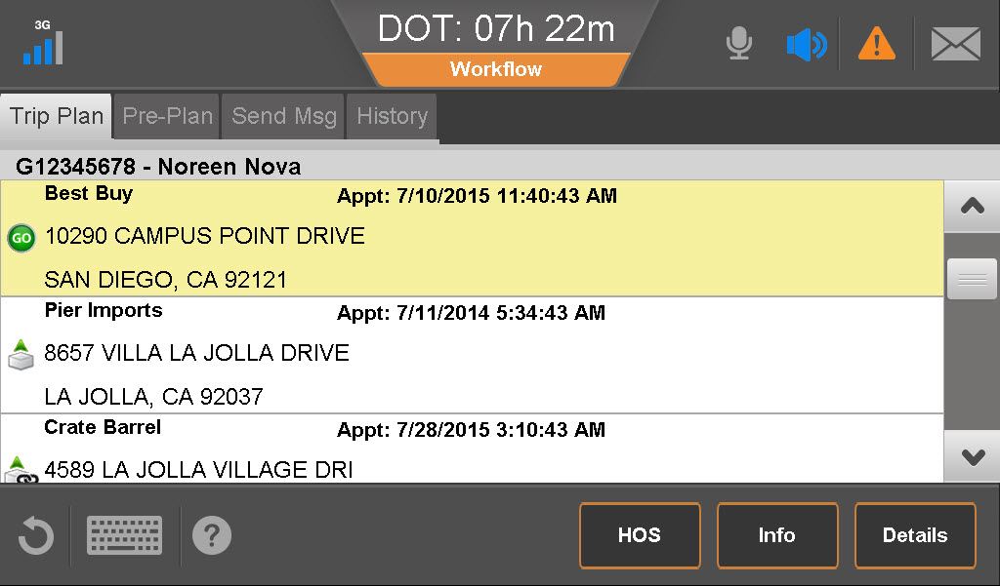 3G
DOT: 07h 22m
Workflow
Trip Plan Pre-Plan Send Msg History
G12345678 - Noreen Nova
Best Buy Appt: 7/10/2015 11:40:43 AM
GO 10290 CAMPUS POINT DRIVE
SAN DIEGO, CA 92121
Pier Imports Appt: 7/11/2014 5:34:43 AM
8657 VILLA LA JOLLA DRIVE
LA JOLLA, CA 92037
Crate Barrel Appt: 7/28/2015 3:10:43 AM
4589 LA JOLLA VILLAGE DRI
? HOS Info Details